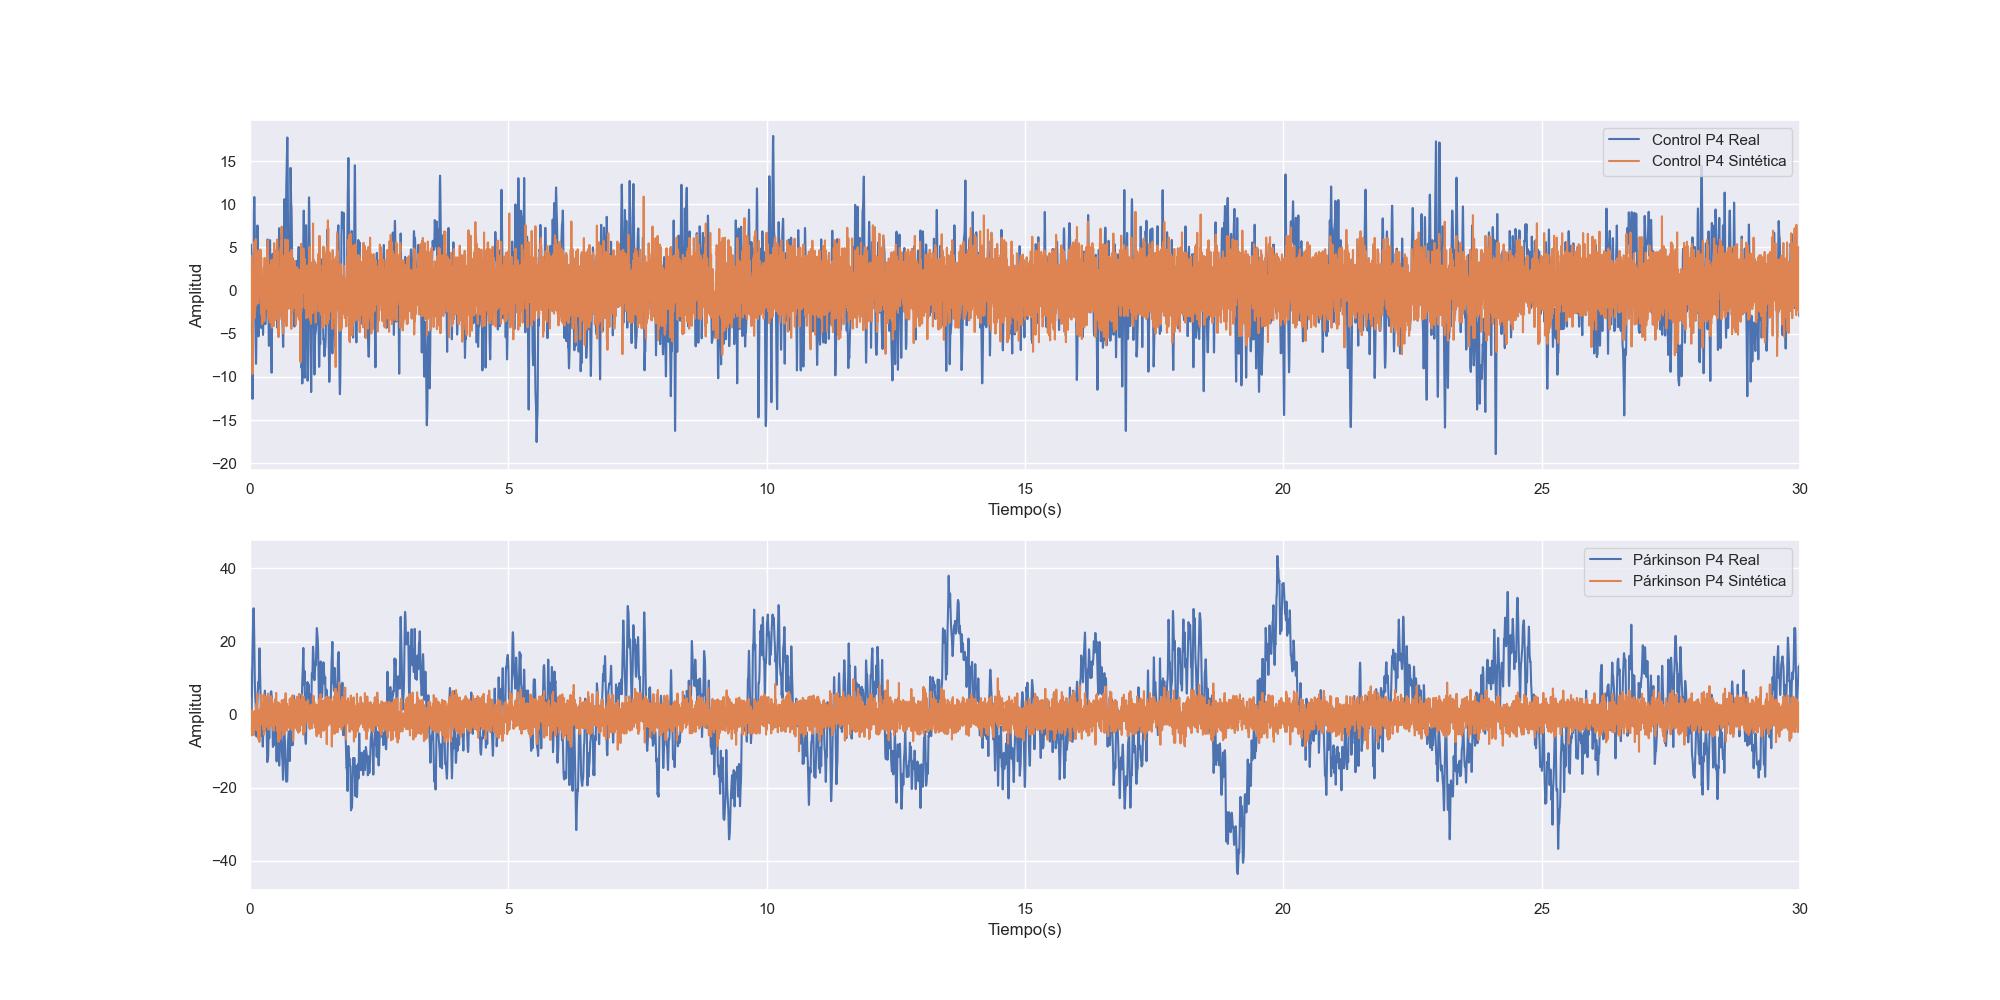 Control P4 Real
Control P4 Sintética
15
10
5
0
−5
−10
−15
−20
Amplitud
0 5 10 15 20 25 30
Tiempo(s)
Párkinson P4 Real
Párkinson P4 Sintética
40
20
0
−20
−40
Amplitud
0 5 10 15 20 25 30
Tiempo(s)